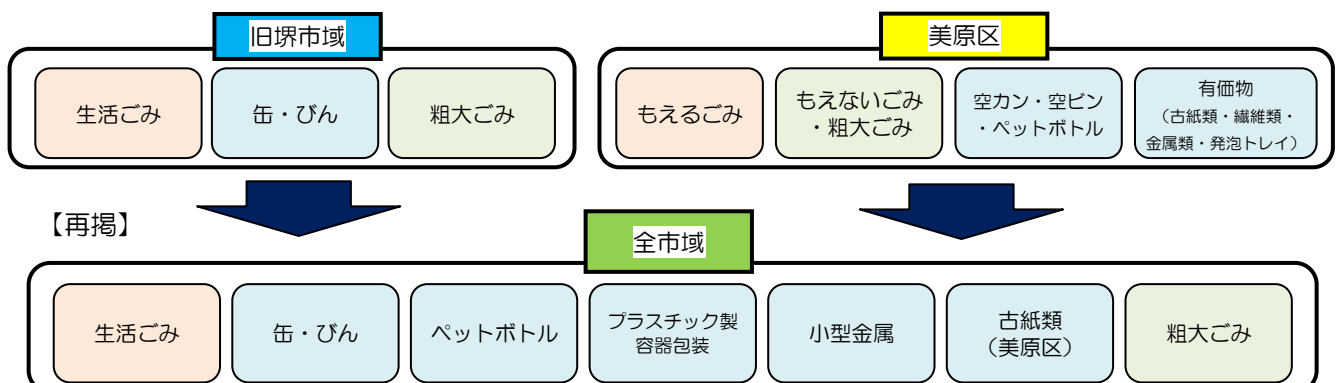 旧堺市域
生活ごみ
缶・びん
粗大ごみ
美原区
もえるごみ
もえないごみ
・粗大ごみ
空カン・空ビン
・ペットボトル
有価物
（古紙類・繊維類・
金属類・発泡トレイ）
【再掲】
全市域
生活ごみ
缶・びん
ペットボトル
プラスチック製
容器包装
小型金属
古紙類
（美原区）
粗大ごみ